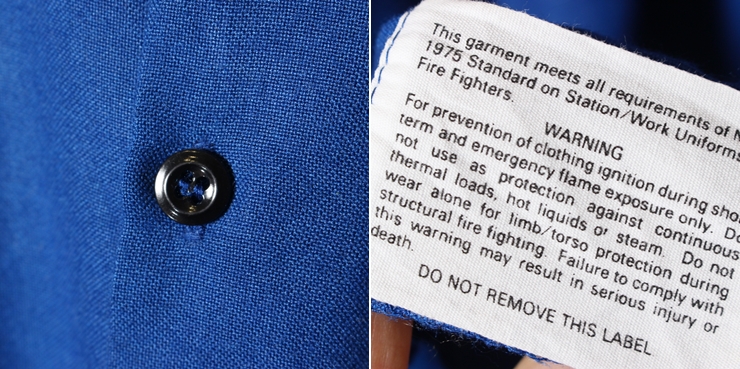 This garment meets all requirements of
1975 Standard on Station/Work Uniforms
Fire Fighters.
WARNING
For prevention of clothing ignition during
term and emergency flame exposure only.
not use as protection against continuous
thermal loads, hot liquids or steam. Do not
wear alone for limb/torso protection during
structural fire fighting. Failure to comply with
this warning may result in serious injury or
death.
DO NOT REMOVE THIS LABEL